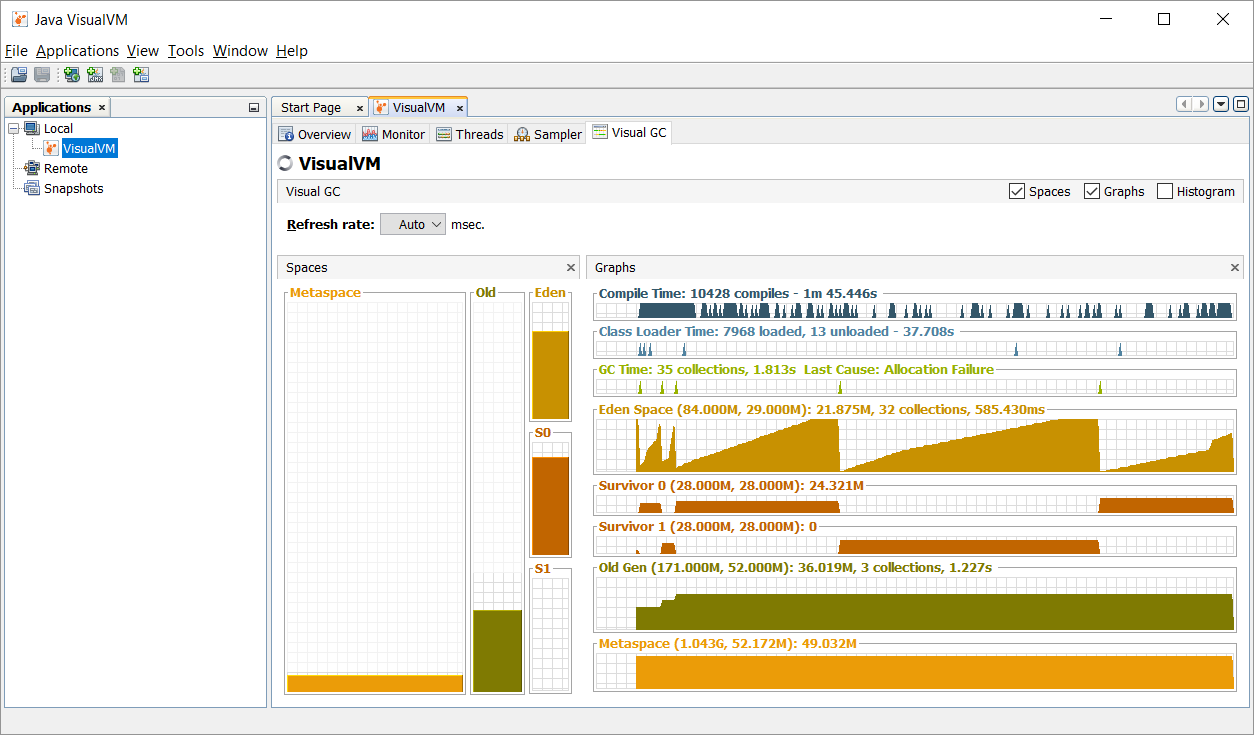 Java VisualVM
File Applications View Tools Window Help
Applications
Local
VisualVM
Remote
Snapshots
Start Page VisualVM
Overview Monitor Threads Sampler Visual GC
VisualVM
Visual GC Spaces Graphs Histogram
Refresh rate: Auto msec.
Spaces
Metaspace Old Eden
S0
S1
Graphs
Compile Time: 10428 compiles - 1m 45.446s
Class Loader Time: 7968 loaded, 13 unloaded - 37.708s
GC Time: 35 collections, 1.813s Last Cause: Allocation Failure
Eden Space (84.000M, 29.000M): 21.875M, 32 collections, 585.430ms
Survivor 0 (28.000M, 28.000M): 24.321M
Survivor 1 (28.000M, 28.000M): 0
Old Gen (171.000M, 52.000M): 36.019M, 3 collections, 1.227s
Metaspace (1.043G, 52.172M): 49.032M